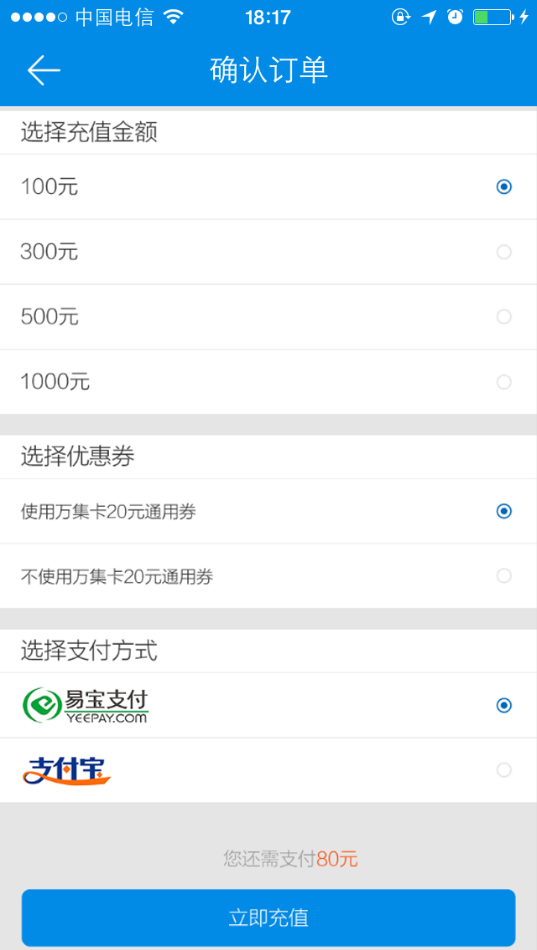 中国电信
18:17
确认订单
选择充值金额
100元
300元
500元
1000元
选择优惠券
使用万集卡20元通用券
不使用万集卡20元通用券
选择支付方式
易宝支付
YEEPAY.COM
支付宝
您还需支付80元
立即充值